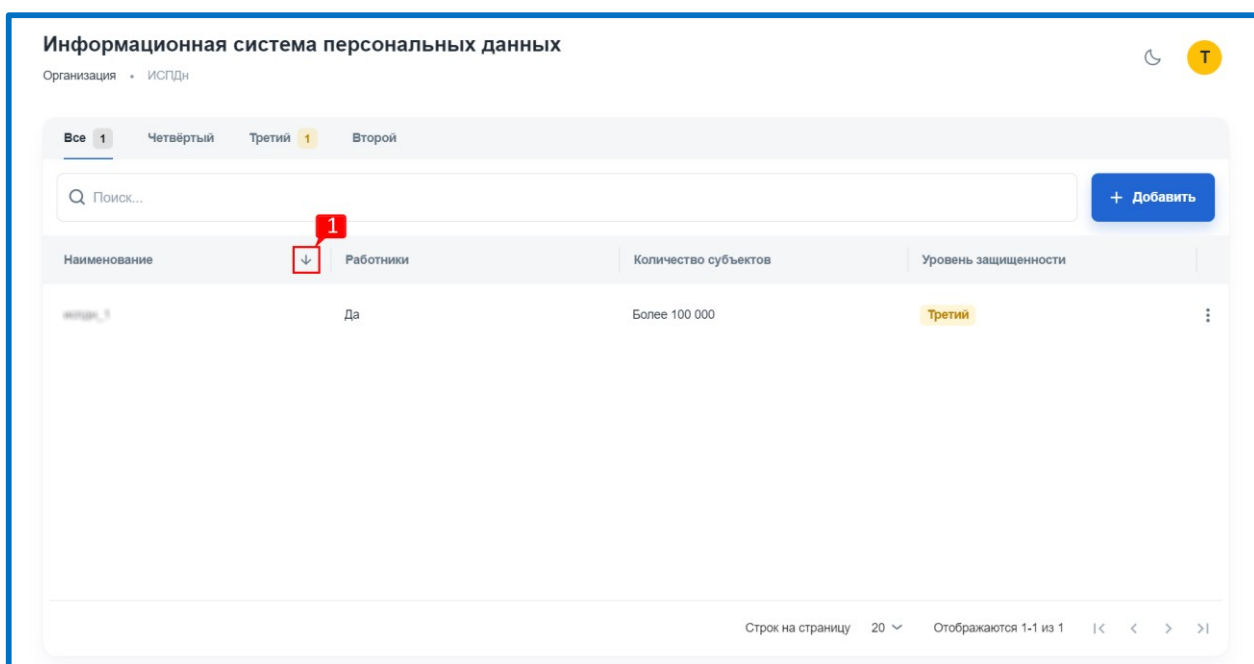 Информационная система персональных данных
Организация • ИСПДн
Т
Все 1 Четвёртый Третий 1 Второй
Поиск...
+ Добавить
1
Наименование Работники Количество субъектов Уровень защищенности
Да Более 100 000 Третий
Строк на страницу 20 Отображаются 1-1 из 1